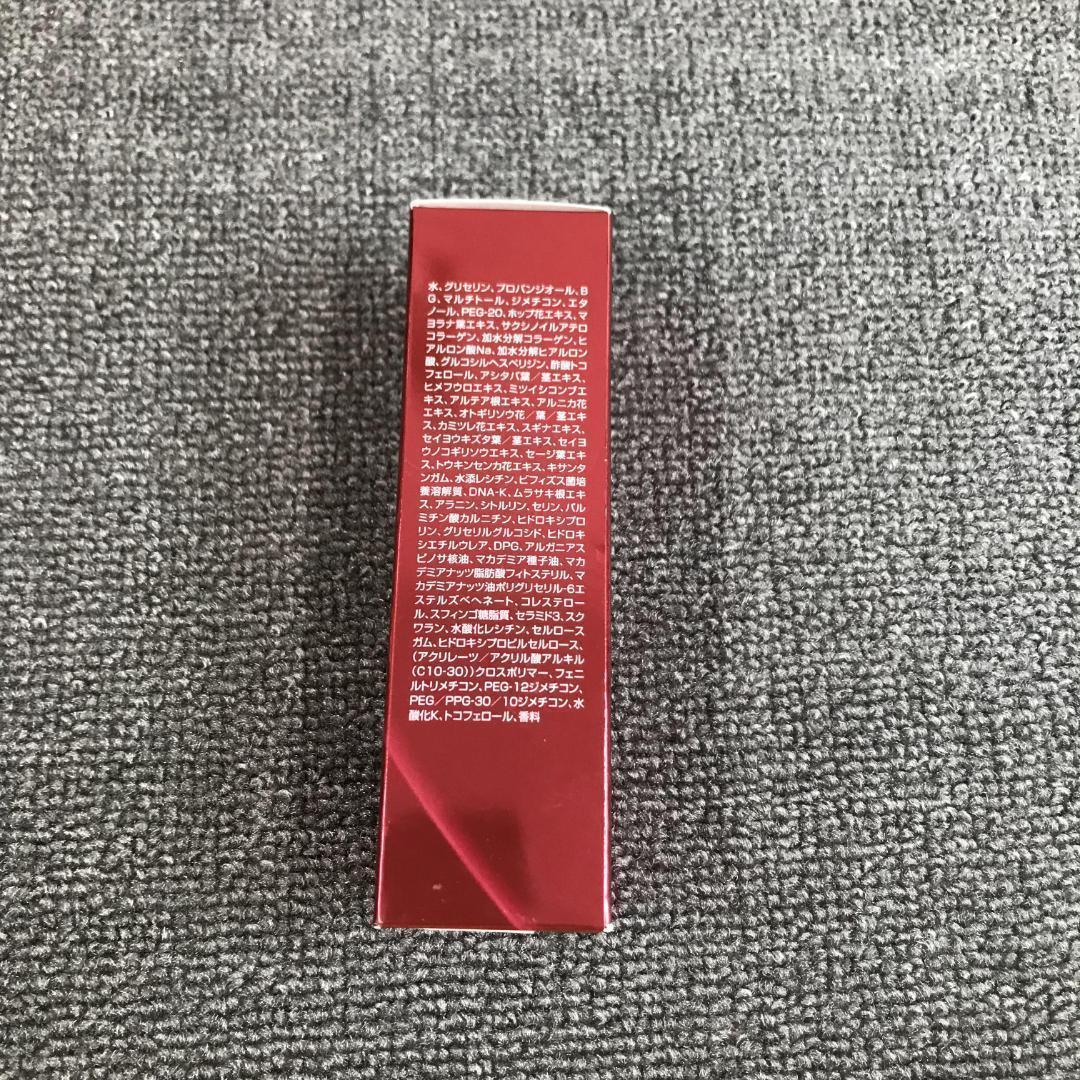 水、グリセリン、プロパンジオール、B
G、マルチトール、ジメチコン、エタ
ノール、PEG-20、ホップ花エキス、マ
ヨラナ葉エキス、サクシノイルアテロ
コラーゲン、加水分解コラーゲン、ヒ
アルロン酸Na、加水分解ヒアルロン
酸、グルコシルヘスペリジン、酢酸トコ
フェロール、アシタバ葉／茎エキス、
ヒメフウロエキス、ミツイシコンブエ
キス、アルテア根エキス、アルニカ花
エキス、オトギリソウ花／葉／茎エキ
ス、カミツレ花エキス、スギナエキス、
セイヨウキズタ葉／茎エキス、セイヨ
ウノコギリソウエキス、セージ葉エキ
ス、トウキンセンカ花エキス、キサンタ
ンガム、水添レシチン、ビフィズス菌培
養溶解質、DNA-K、ムラサキ根エキ
ス、アラニン、シトルリン、セリン、パル
ミチン酸カルニチン、ヒドロキシプロ
リン、グリセリルグルコシド、ヒドロキ
シエチルウレア、DPG、アルガニアス
ピノサ核油、マカデミア種子油、マカ
デミアナッツ脂肪酸フィトステリル、マ
カデミアナッツ油ポリグリセリル-6エ
ステルズベヘネート、コレステロー
ル、スフィンゴ糖脂質、セラミド3、スク
ワラン、水酸化レシチン、セルロース
ガム、ヒドロキシプロピルセルロース、
（アクリレーツ／アクリル酸アルキル
（C10-30））クロスポリマー、フェニ
ルトリメチコン、PEG-12ジメチコン、
PEG／PPG-30／10ジメチコン、水
酸化K、トコフェロール、香料